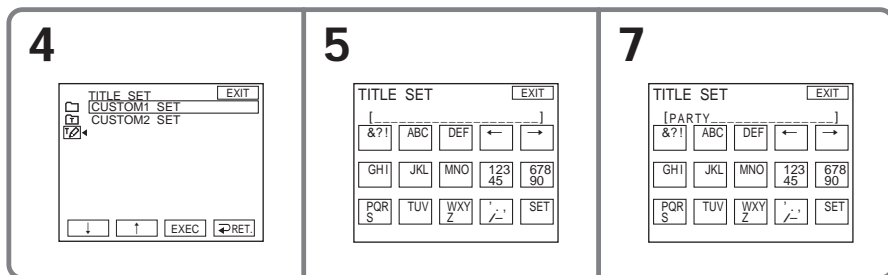 4
TITLE SET EXIT
CUSTOM1 SET
CUSTOM2 SET
T
T
↓ ↑ EXEC RET.
5
TITLE SET EXIT
[_ _ _ _ _ _ _ _ _ _ _ _ _ _ _ _ _ _ _ _]
&?! ABC DEF ← →
GHI JKL MNO 123 678
45 90
PQR TUV WXY ' . , SET
S Z /–
7
TITLE SET EXIT
[PARTY_ _ _ _ _ _ _ _ _ _ _ _ _ _ _]
&?! ABC DEF ← →
GHI JKL MNO 123 678
45 90
PQR TUV WXY ' . , SET
S Z /–